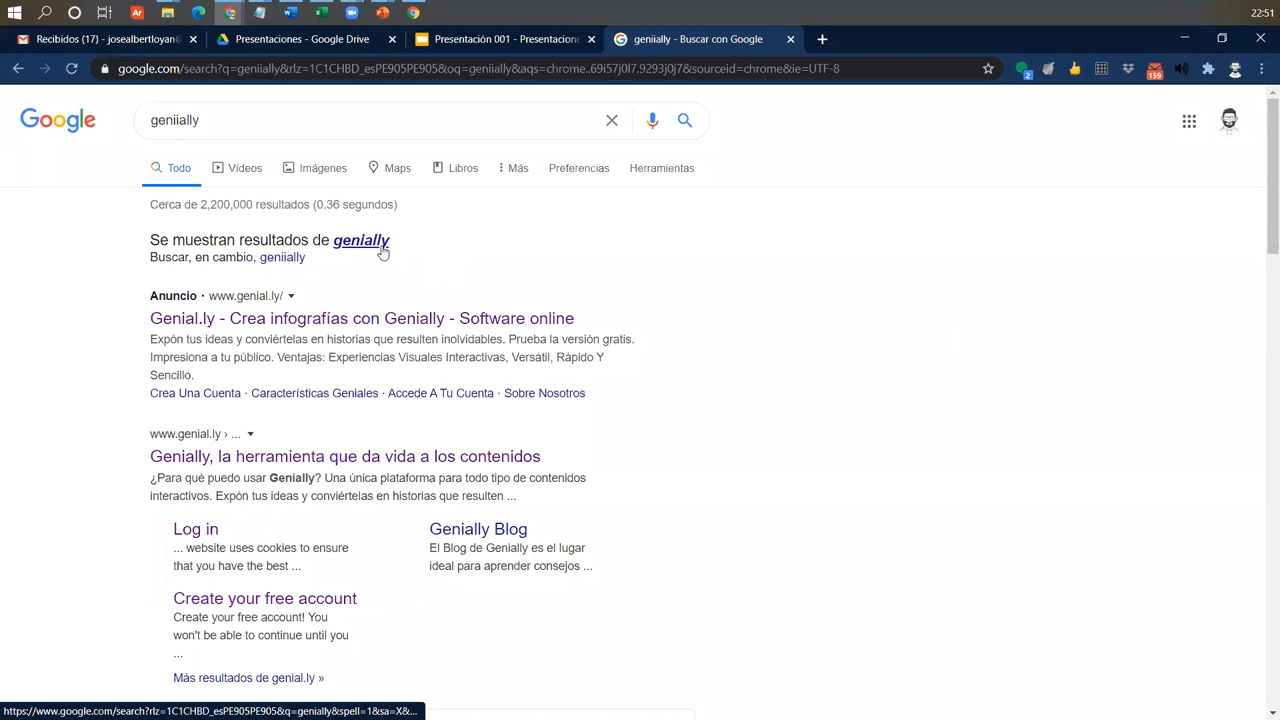 22:51
Recibidos (17) - josealbertloyan@
Presentaciones - Google Drive
Presentación 001 - Presentacione
geniially - Buscar con Google
google.com/search?q=geniially&rlz=1C1CHBD_esPE905PE905&oq=geniially&aqs=chrome..69i57j0l7.9293j0j7&sourceid=chrome&ie=UTF-8
2
159
Google
geniially
Todo
Vídeos
Imágenes
Maps
Libros
Más
Preferencias
Herramientas
Cerca de 2,200,000 resultados (0.36 segundos)
Se muestran resultados de genially
Buscar, en cambio, geniially
Anuncio · www.genial.ly/
Genial.ly - Crea infografías con Genially - Software online
Expón tus ideas y conviértelas en historias que resulten inolvidables. Prueba la versión gratis.
Impresiona a tu público. Ventajas: Experiencias Visuales Interactivas, Versátil, Rápido Y
Sencillo.
Crea Una Cuenta · Características Geniales · Accede A Tu Cuenta · Sobre Nosotros
www.genial.ly › ...
Genially, la herramienta que da vida a los contenidos
¿Para qué puedo usar Genially? Una única plataforma para todo tipo de contenidos
interactivos. Expón tus ideas y conviértelas en historias que resulten ...
Log in
... website uses cookies to ensure
that you have the best ...
Genially Blog
El Blog de Genially es el lugar
ideal para aprender consejos ...
Create your free account
Create your free account! You
won't be able to continue until you
...
Más resultados de genial.ly »
https://www.google.com/search?rlz=1C1CHBD_esPE905PE905&q=genially&spell=1&sa=X&...